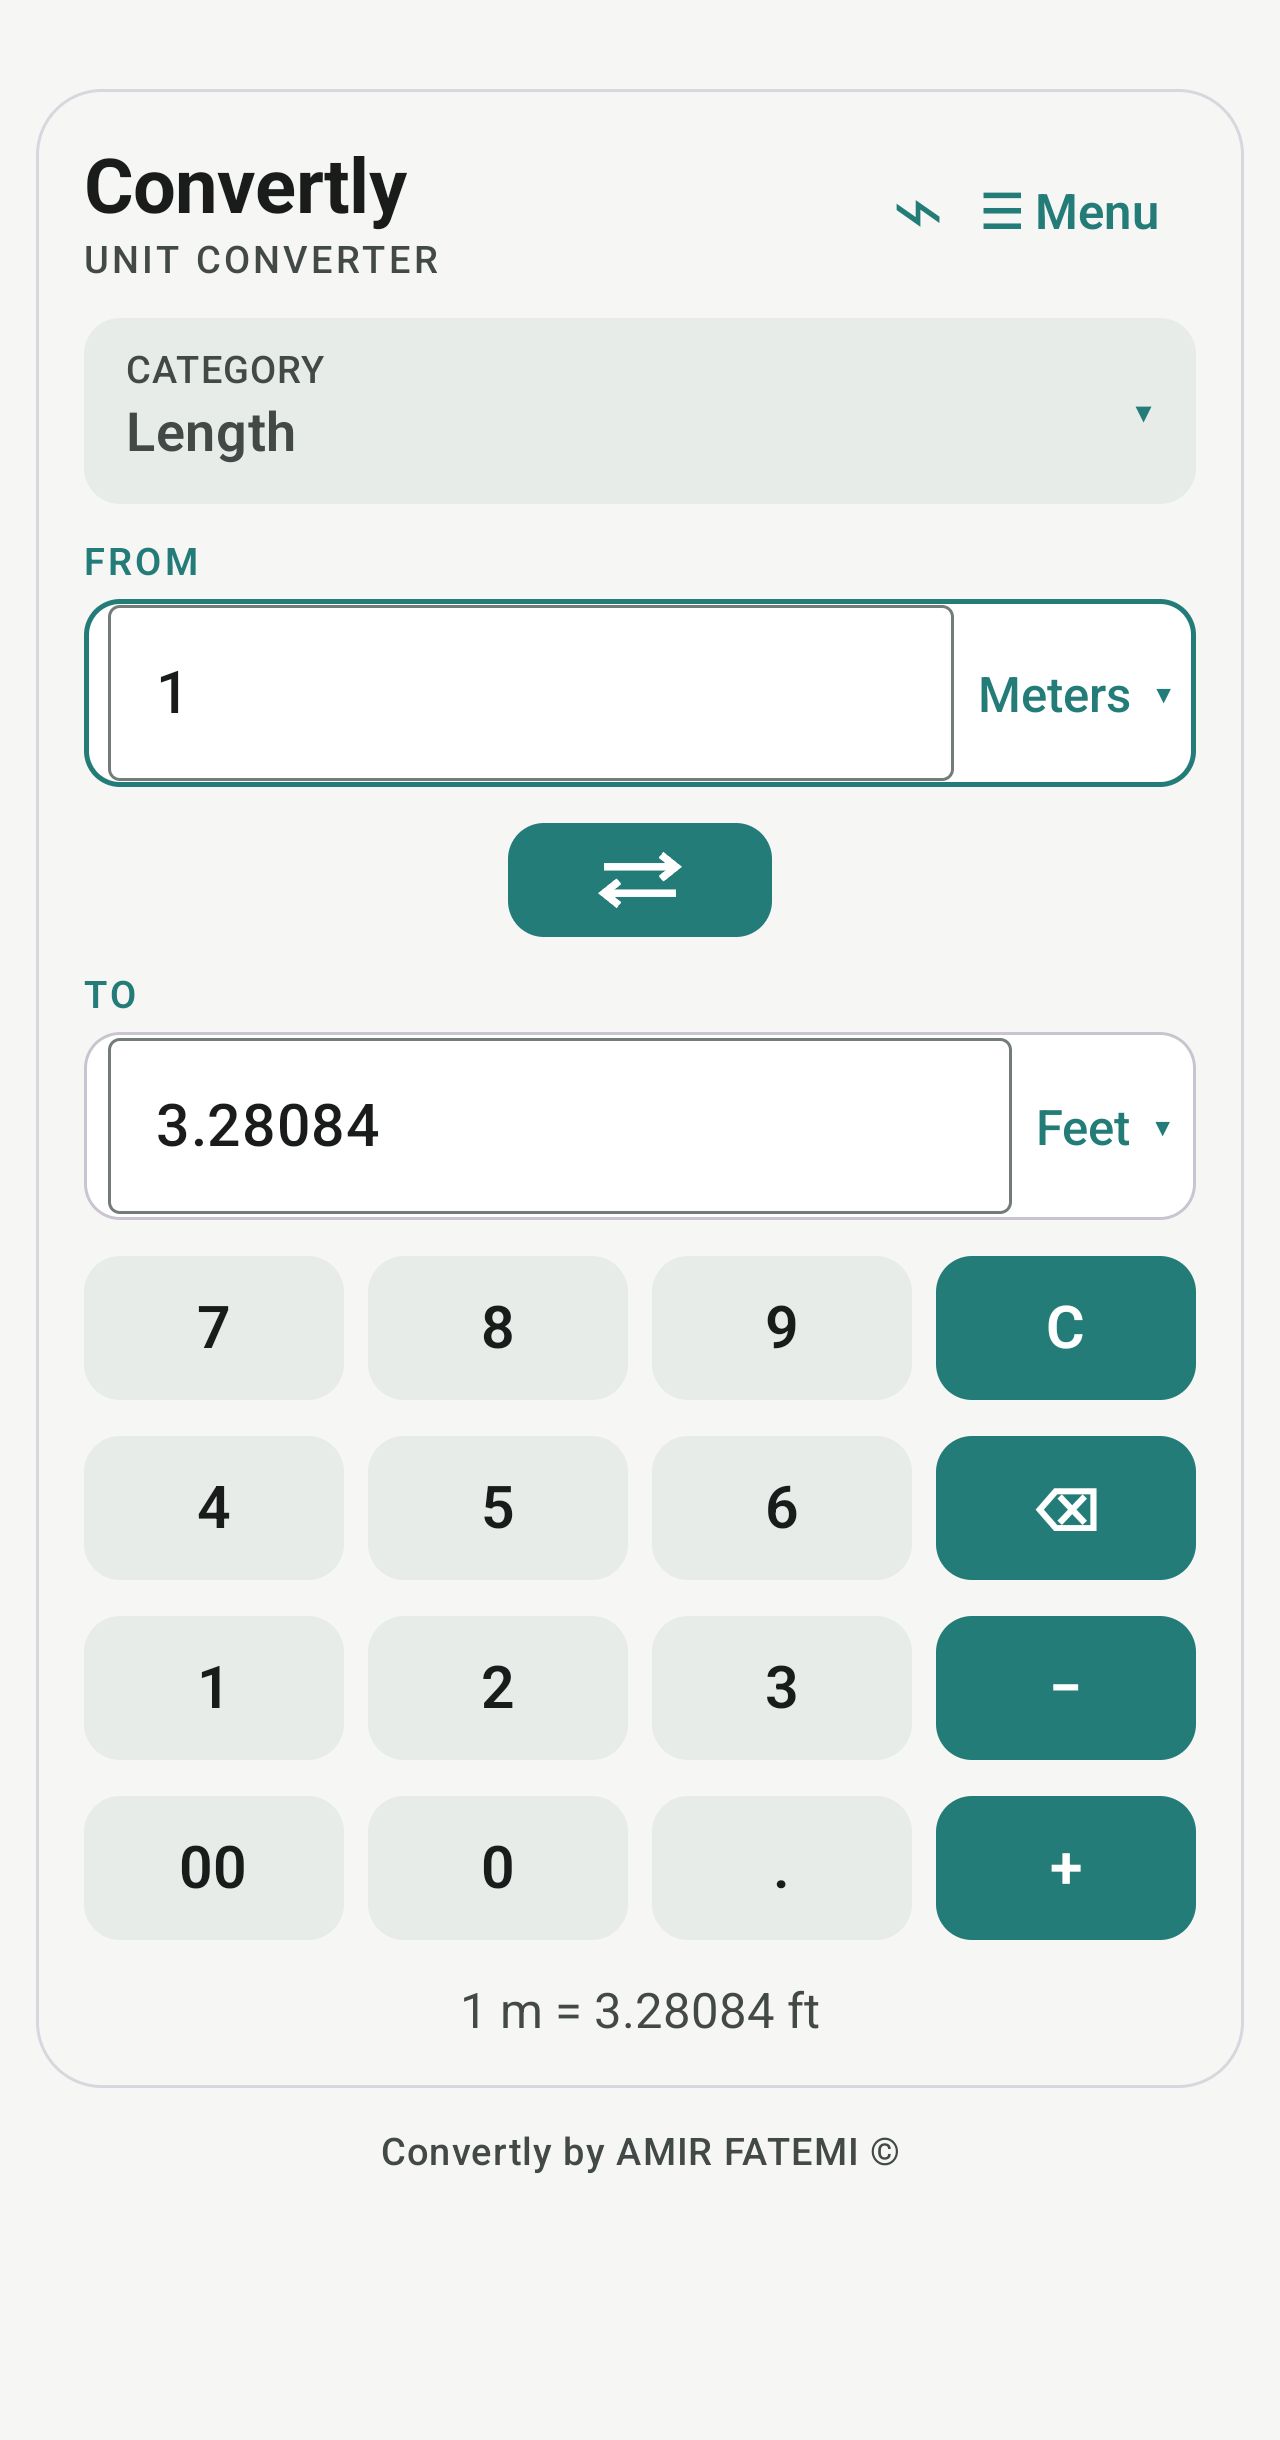 Convertly
UNIT CONVERTER
☰ Menu
CATEGORY
Length
▼
FROM
1
Meters ▼
⇄
TO
3.28084
Feet ▼
7 8 9 C
4 5 6 ⌫
1 2 3 −
00 0 . +
1 m = 3.28084 ft
Convertly by AMIR FATEMI ©